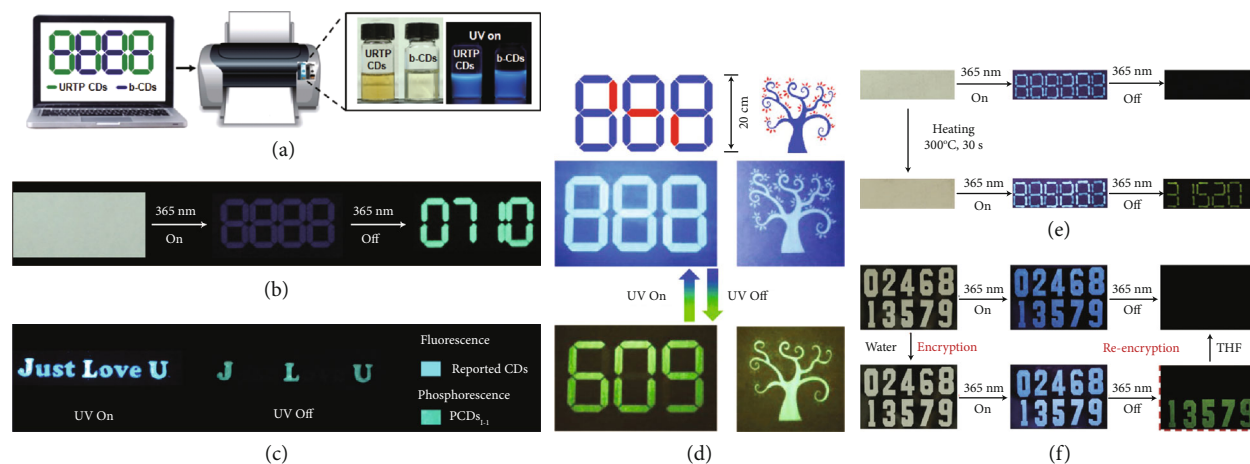 8888
URTP CDs b-CDs
UV on
URTP
CDs
b-CDs
URTP
CDs
b-CDs
(a)
365 nm
On
8888
365 nm
Off
0710
(b)
Just Love U
UV On
J L U
UV Off
Fluorescence
Reported CDs
Phosphorescence
PCDs1-1
(c)
888
20 cm
888
UV On
UV Off
609
(d)
365 nm
On
365 nm
Off
Heating
300°C, 30 s
365 nm
On
365 nm
Off
31520
(e)
02468
13579
365 nm
On
02468
13579
365 nm
Off
Water
Encryption
Re-encryption
THF
02468
13579
365 nm
On
02468
13579
365 nm
Off
13579
(f)